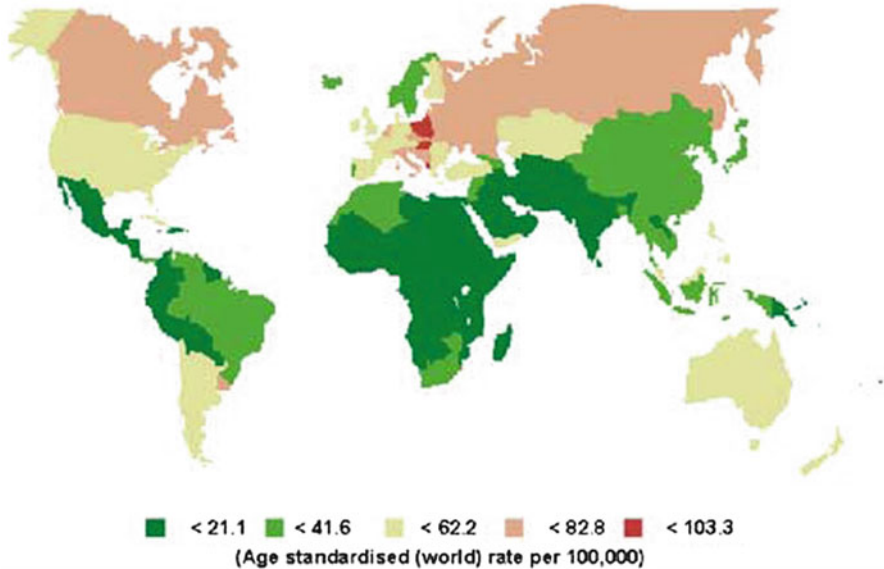 < 21.1 < 41.6 < 62.2 < 82.8 < 103.3
(Age standardised (world) rate per 100,000)